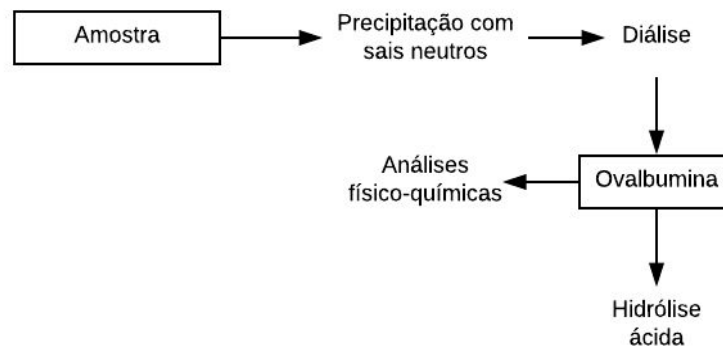 Amostra
Precipitação com
sais neutros
Diálise
Análises
físico-químicas
Ovalbumina
Hidrólise
ácida